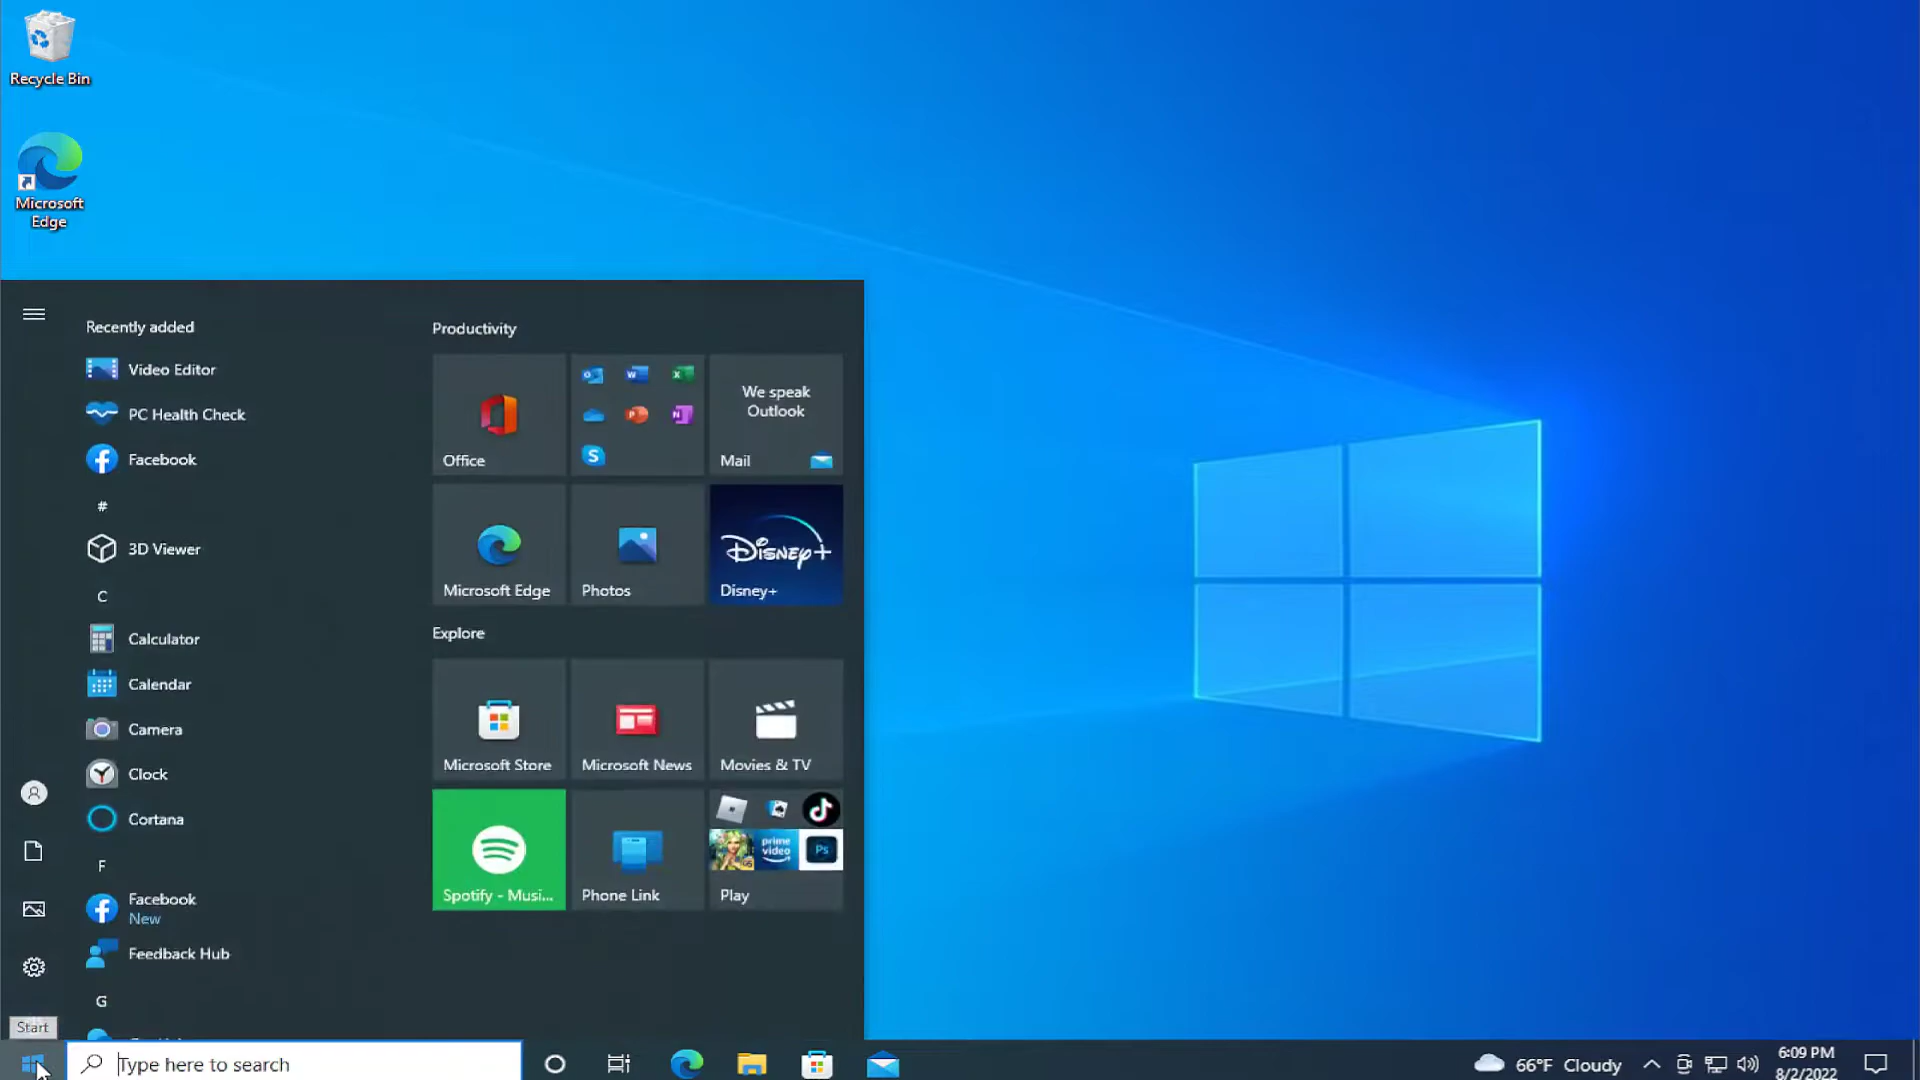 Recycle Bin
Microsoft
Edge
Recently added
Video Editor
PC Health Check
Facebook
#
3D Viewer
C
Calculator
Calendar
Camera
Clock
Cortana
F
Facebook
New
Feedback Hub
G
Productivity
Office
We speak
Outlook
Mail
Microsoft Edge
Photos
Disney+
Disney+
Explore
Microsoft Store
Microsoft News
Movies & TV
Spotify - Musi...
Phone Link
prime
video
Ps
Play
Start
Type here to search
66°F Cloudy
6:09 PM
8/2/2022